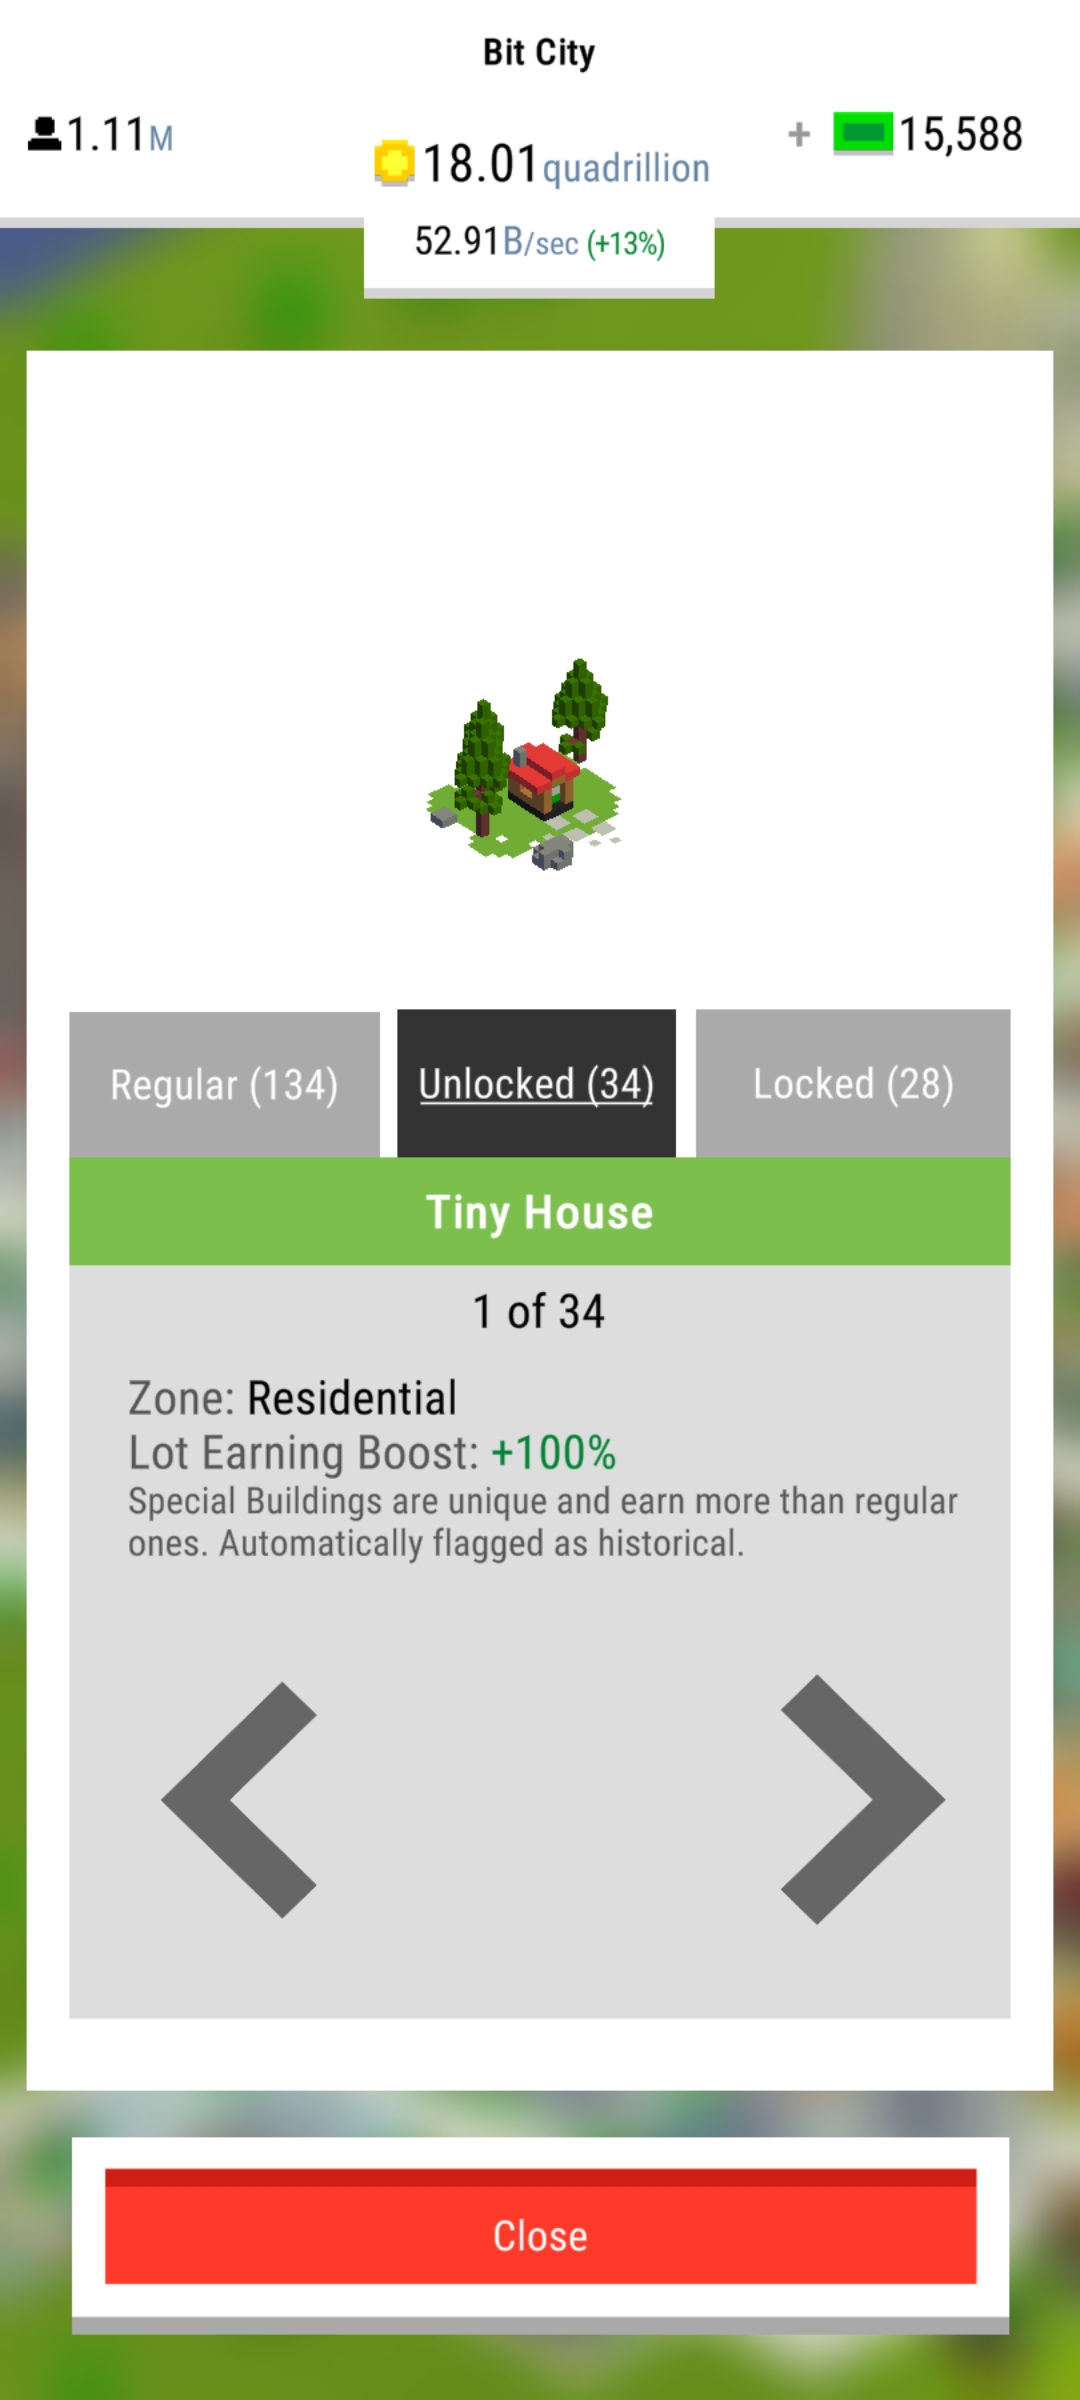 Bit City
1.11M
18.01quadrillion
+ 15,588
52.91B/sec (+13%)
Regular (134)
Unlocked (34)
Locked (28)
Tiny House
1 of 34
Zone: Residential
Lot Earning Boost: +100%
Special Buildings are unique and earn more than regular
ones. Automatically flagged as historical.
Close